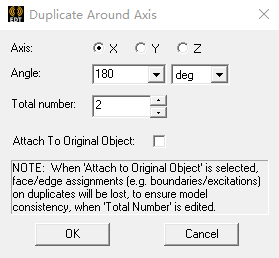 EDT Duplicate Around Axis
Axis: X Y Z
Angle: 180 deg
Total number: 2
Attach To Original Object:
NOTE: When 'Attach to Original Object' is selected,
face/edge assignments (e.g. boundaries/excitations)
on duplicates will be lost, to ensure model
consistency, when 'Total Number' is edited.
OK Cancel